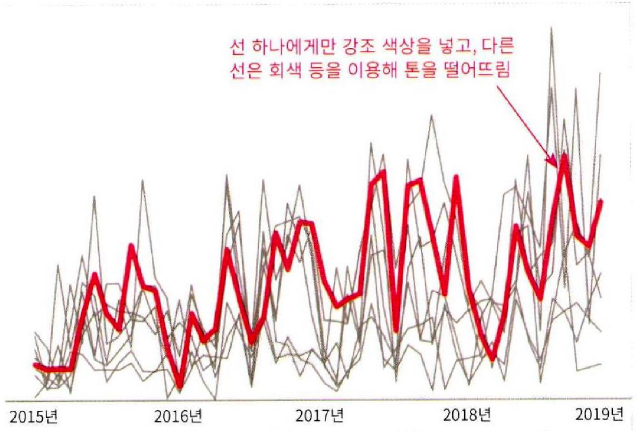 선 하나에게만 강조 색상을 넣고, 다른
선은 회색 등을 이용해 톤을 떨어뜨림
2015년 2016년 2017년 2018년 2019년